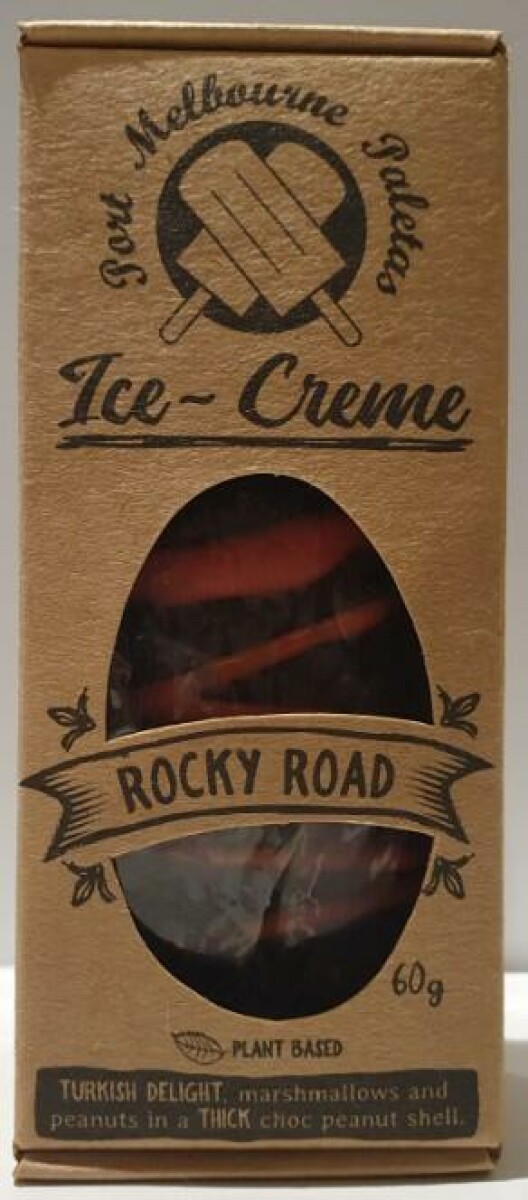 Port Melbourne Paletas
Ice-Creme
ROCKY ROAD
60g
PLANT BASED
TURKISH DELIGHT, marshmallows and
peanuts in a THICK choc peanut shell.